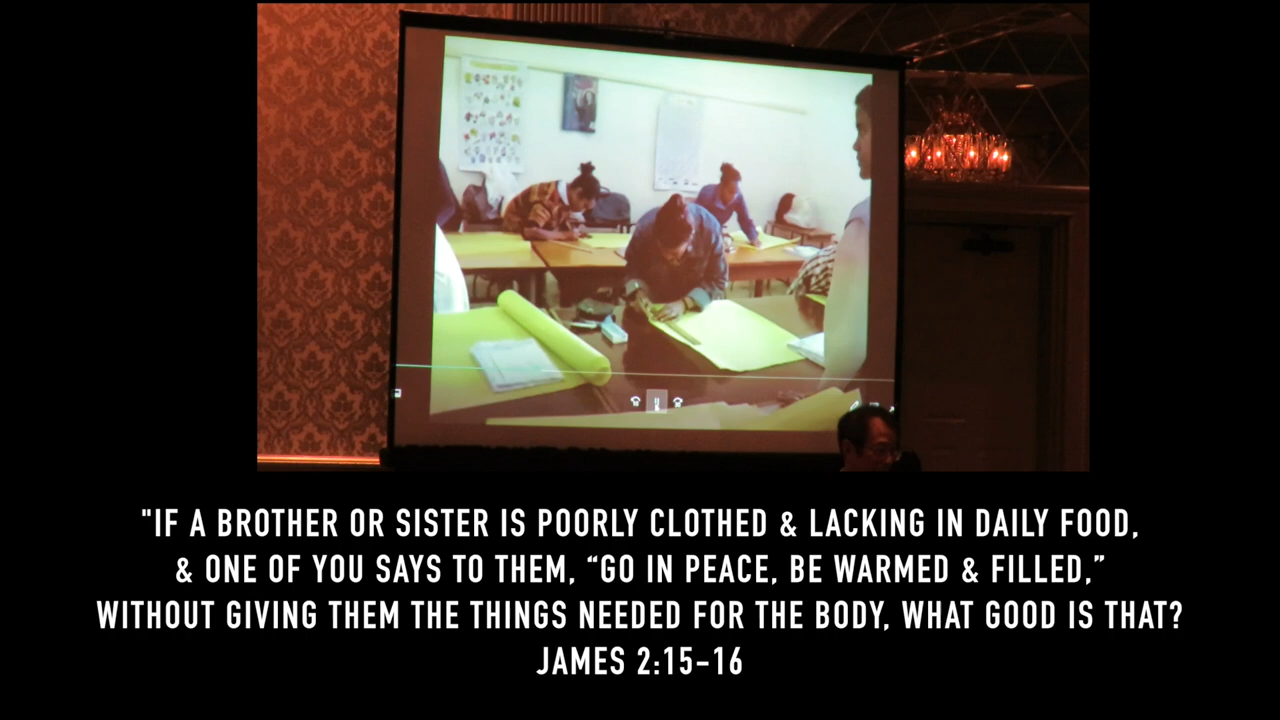 "IF A BROTHER OR SISTER IS POORLY CLOTHED & LACKING IN DAILY FOOD,
& ONE OF YOU SAYS TO THEM, “GO IN PEACE, BE WARMED & FILLED,”
WITHOUT GIVING THEM THE THINGS NEEDED FOR THE BODY, WHAT GOOD IS THAT?
JAMES 2:15-16